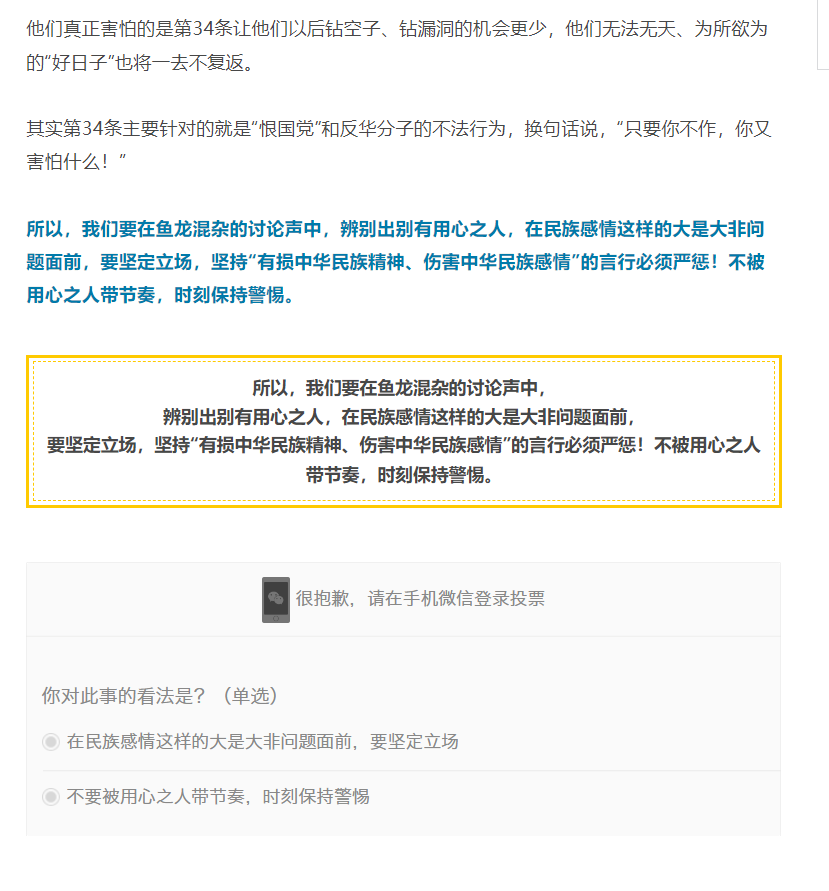 他们真正害怕的是第34条让他们以后钻空子、钻漏洞的机会更少，他们无法无天、为所欲为
的“好日子”也将一去不复返。
其实第34条主要针对的就是“恨国党”和反华分子的不法行为，换句话说，“只要你不作，你又
害怕什么！”
所以，我们要在鱼龙混杂的讨论声中，辨别出别有用心之人，在民族感情这样的大是大非问
题面前，要坚定立场，坚持“有损中华民族精神、伤害中华民族感情”的言行必须严惩！不被
用心之人带节奏，时刻保持警惕。
所以，我们要在鱼龙混杂的讨论声中，
辨别出别有用心之人，在民族感情这样的大是大非问题面前，
要坚定立场，坚持“有损中华民族精神、伤害中华民族感情”的言行必须严惩！不被用心之人
带节奏，时刻保持警惕。
很抱歉，请在手机微信登录投票
你对此事的看法是？（单选）
在民族感情这样的大是大非问题面前，要坚定立场
不要被用心之人带节奏，时刻保持警惕